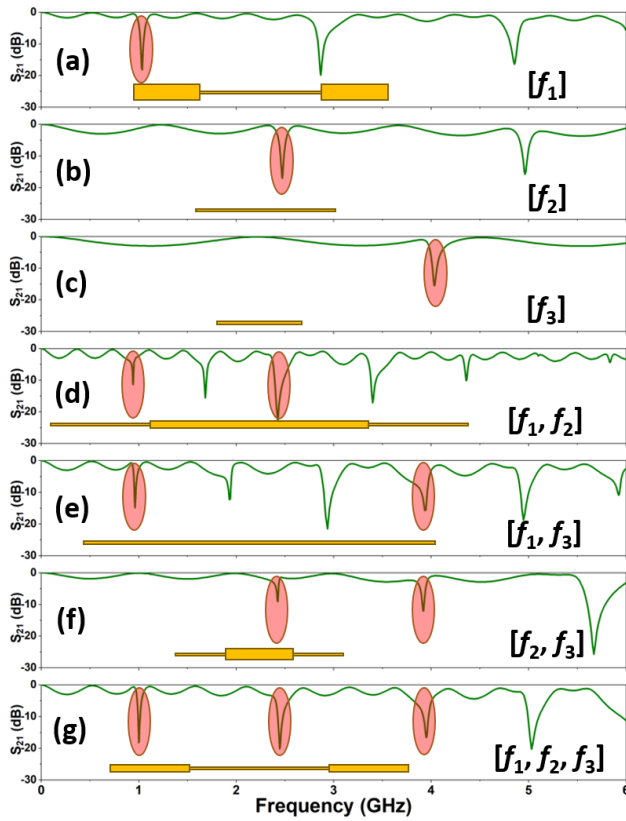 0
-10
-20
-30
S21 (dB)
(a)
[f1]
0
-10
-20
-30
S21 (dB)
(b)
[f2]
0
-10
-20
-30
S21 (dB)
(c)
[f3]
0
-10
-20
-30
S21 (dB)
(d)
[f1, f2]
0
-10
-20
-30
S21 (dB)
(e)
[f1, f3]
0
-10
-20
-30
S21 (dB)
(f)
[f2, f3]
0
-10
-20
-30
S21 (dB)
(g)
[f1, f2, f3]
0 1 2 3 4 5 6
Frequency (GHz)